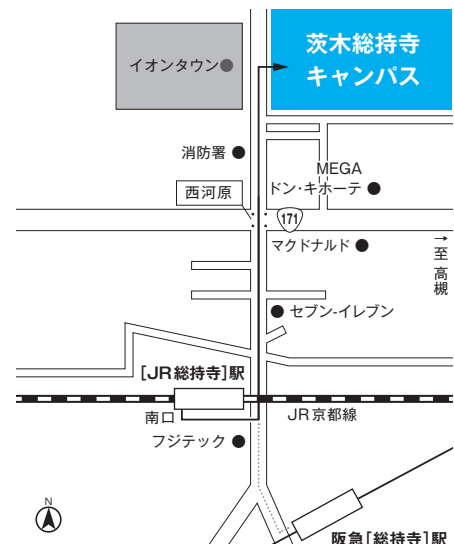 茨木総持寺
キャンパス
イオンタウン
消防署
MEGA
ドン・キホーテ
西河原
171
マクドナルド
→至 高槻
セブン-イレブン
[JR総持寺]駅
南口
JR京都線
フジテック
N
阪急[総持寺]駅